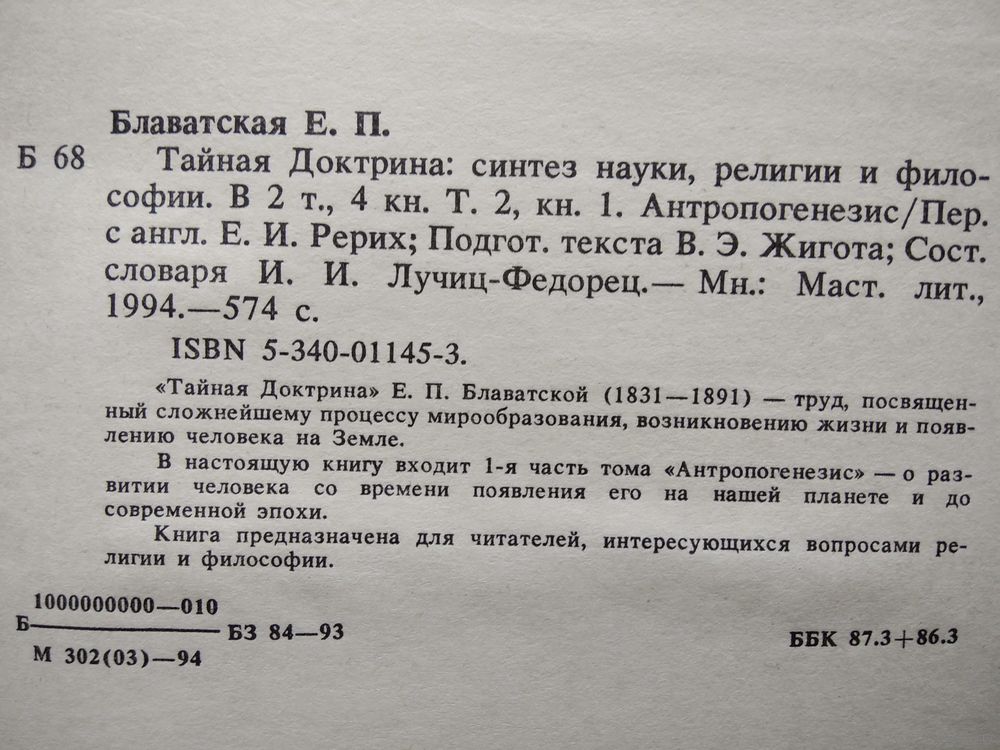 Блаватская Е. П.
Б 68 Тайная Доктрина: синтез науки, религии и фило-
софии. В 2 т., 4 кн. Т. 2, кн. 1. Антропогенезис/Пер.
с англ. Е. И. Рерих; Подгот. текста В. Э. Жигота; Сост.
словаря И. И. Лучиц-Федорец.— Мн.: Маст. лит.,
1994.—574 с.
ISBN 5-340-01145-3.
«Тайная Доктрина» Е. П. Блаватской (1831—1891) — труд, посвящен-
ный сложнейшему процессу мирообразования, возникновению жизни и появ-
лению человека на Земле.
В настоящую книгу входит 1-я часть тома «Антропогенезис» — о раз-
витии человека со времени появления его на нашей планете и до
современной эпохи.
Книга предназначена для читателей, интересующихся вопросами ре-
лигии и философии.
1000000000—010
Б БЗ 84—93
М 302(03)—94
ББК 87.3+86.3